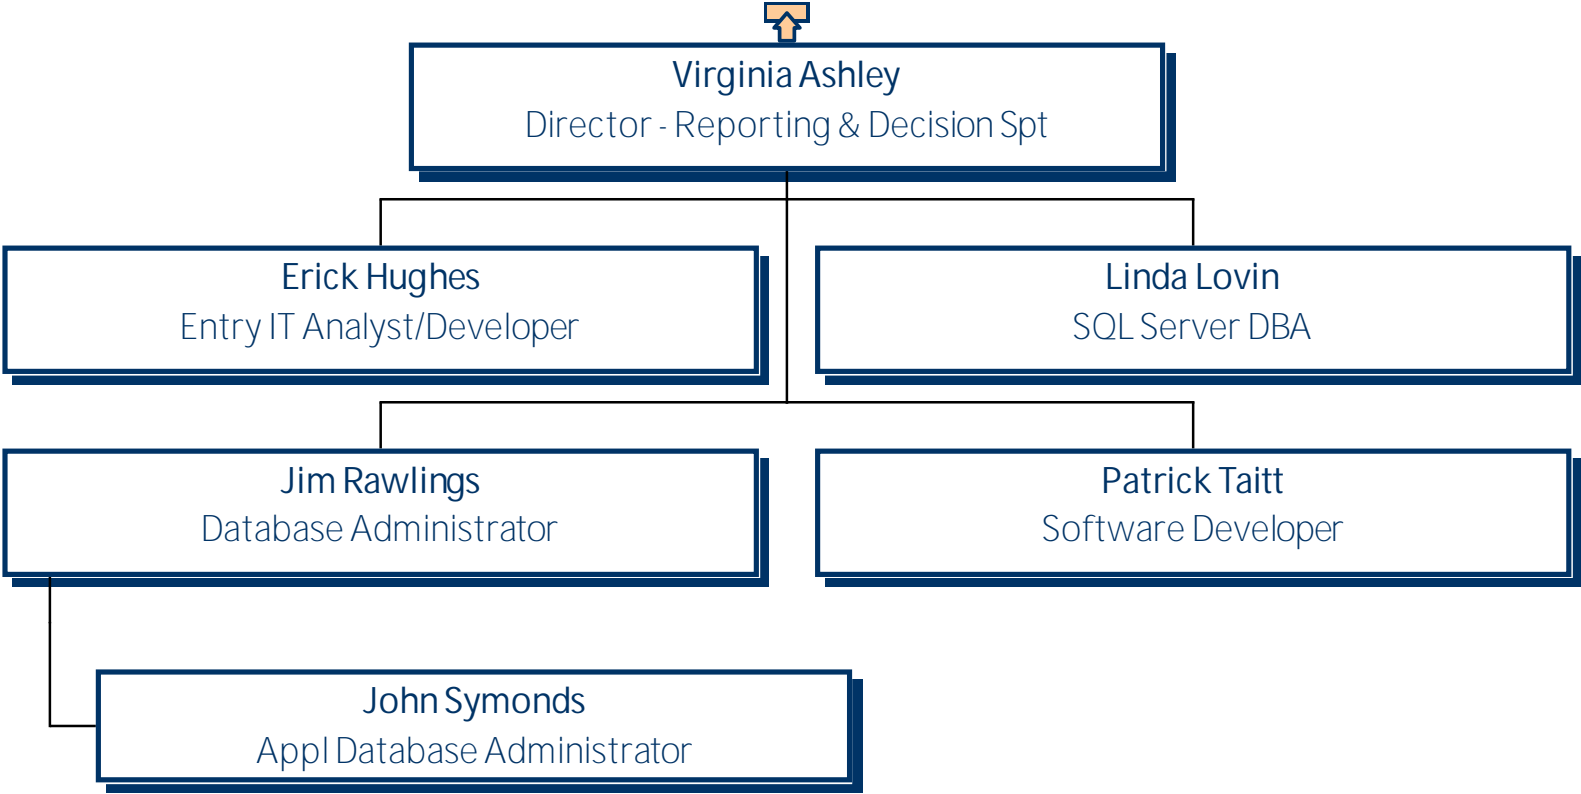 Virginia Ashley
Director - Reporting & Decision Spt
Erick Hughes
Entry IT Analyst/Developer
Linda Lovin
SQL Server DBA
Jim Rawlings
Database Administrator
Patrick Taitt
Software Developer
John Symonds
Appl Database Administrator